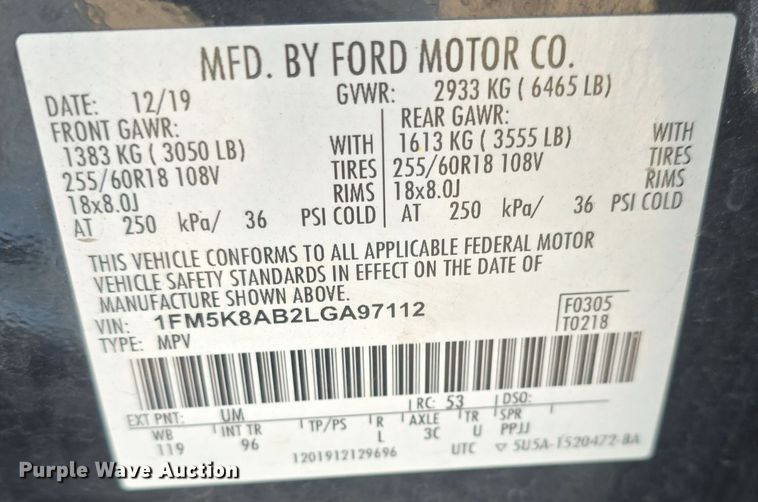 MFD. BY FORD MOTOR CO.
DATE: 12/19 GVWR: 2933 KG ( 6465 LB)
FRONT GAWR: REAR GAWR:
1383 KG ( 3050 LB) WITH 1613 KG ( 3555 LB) WITH
255/60R18 108V TIRES 255/60R18 108V TIRES
18x8.0J RIMS 18x8.0J RIMS
AT 250 kPa/ 36 PSI COLD AT 250 kPa/ 36 PSI COLD
THIS VEHICLE CONFORMS TO ALL APPLICABLE FEDERAL MOTOR
VEHICLE SAFETY STANDARDS IN EFFECT ON THE DATE OF
MANUFACTURE SHOWN ABOVE.
VIN: 1FM5K8AB2LGA97112 F0305
TYPE: MPV T0218
EXT PNT: UM RC: 53 DSO:
WB INT TR TP/PS R AXLE TR SPR
119 96 L 3C U PPJJ
1201912129696 UTC ▽ 5U5A-1520472-BA
Purple Wave Auction